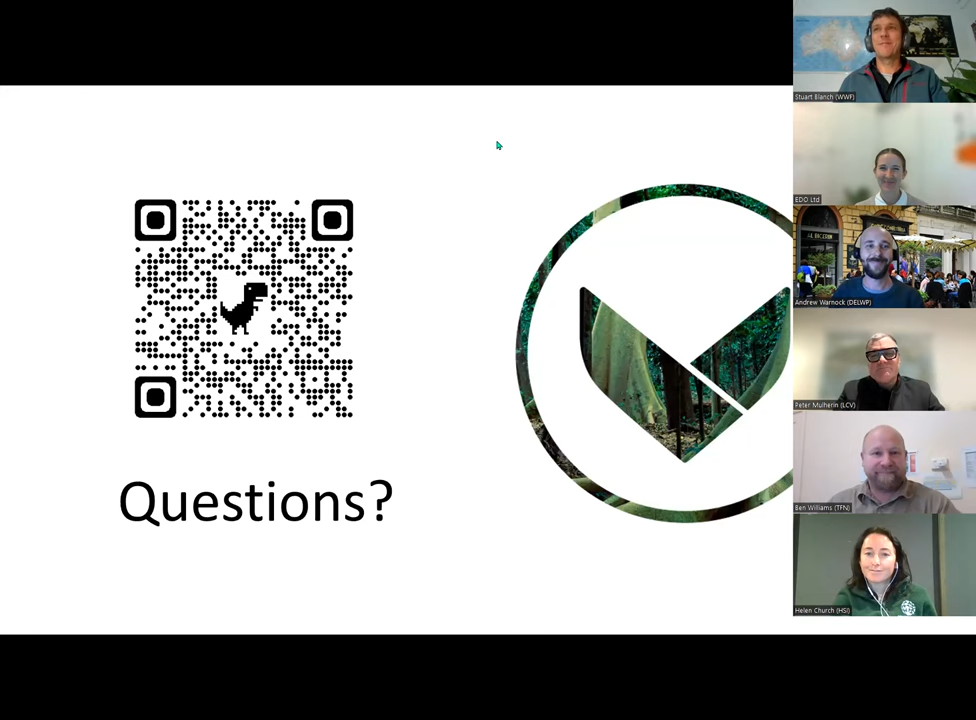 Questions?
Stuart Blanch (WWF)
EDO Ltd
Andrew Warnock (DELWP)
Peter Mulherin (LCV)
Ben Williams (TFN)
Helen Church (HSI)